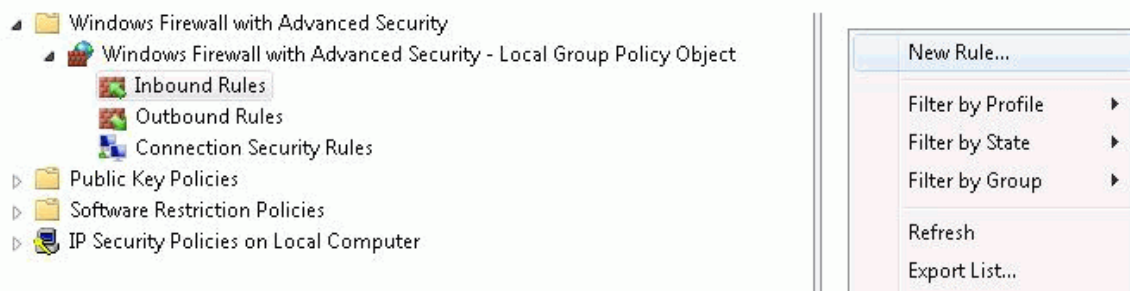 Windows Firewall with Advanced Security
Windows Firewall with Advanced Security - Local Group Policy Object
Inbound Rules
Outbound Rules
Connection Security Rules
Public Key Policies
Software Restriction Policies
IP Security Policies on Local Computer
New Rule...
Filter by Profile
Filter by State
Filter by Group
Refresh
Export List...